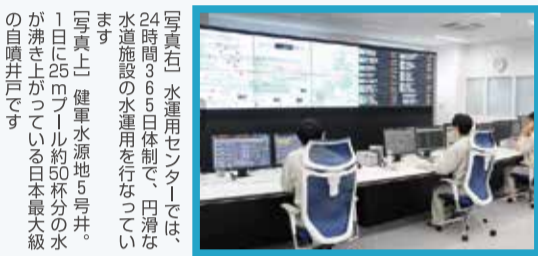 [写真右] 水運用センターでは、
24時間365日体制で、円滑な
水道施設の水運用を行なってい
ます
[写真上] 健軍水源地5号井。
1日に25mプール約50杯分の水
が湧き上がっている日本最大級
の自噴井戸です